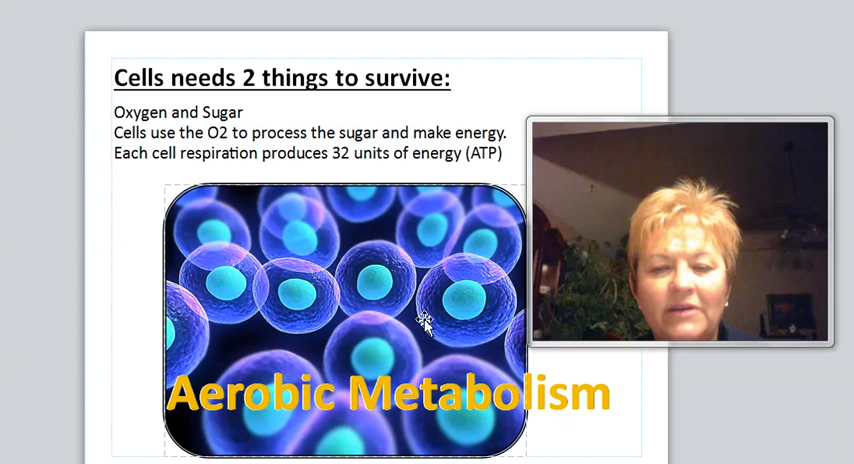 Cells needs 2 things to survive:
Oxygen and Sugar
Cells use the O2 to process the sugar and make energy.
Each cell respiration produces 32 units of energy (ATP)
Aerobic Metabolism